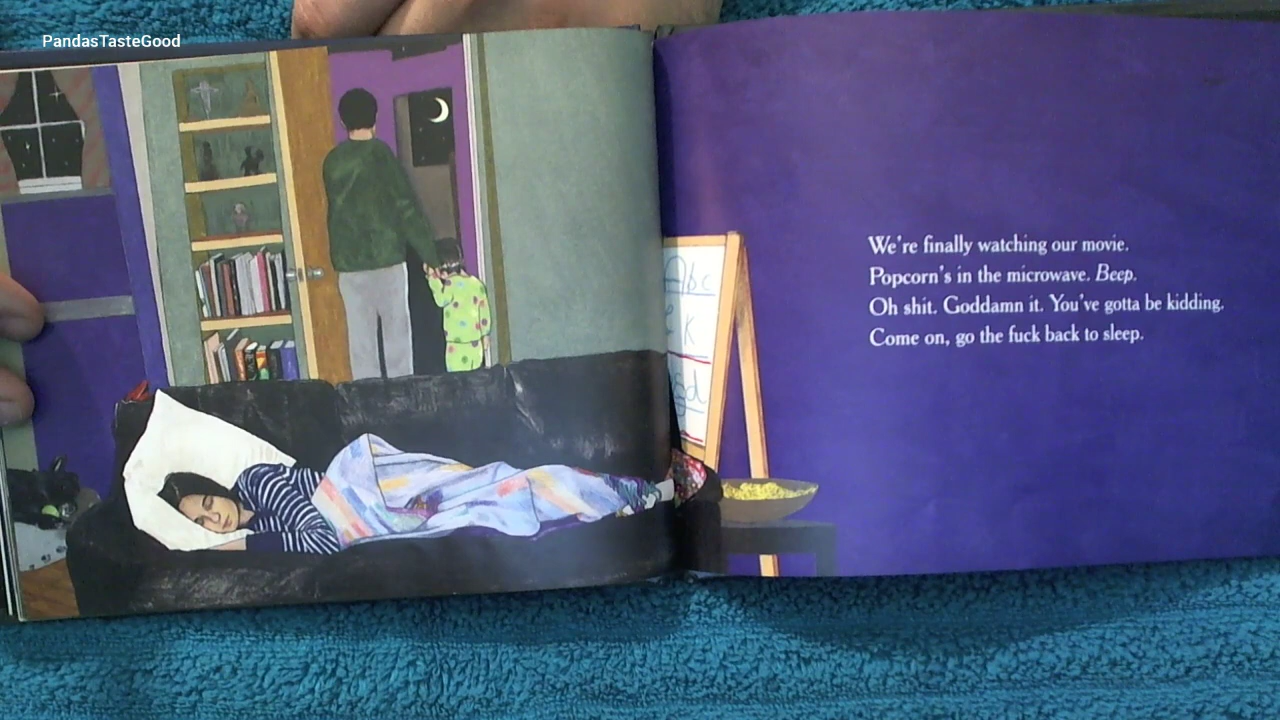 PandasTasteGood
Abc
k
We're finally watching our movie.
Popcorn's in the microwave. Beep.
Oh shit. Goddamn it. You've gotta be kidding.
Come on, go the fuck back to sleep.